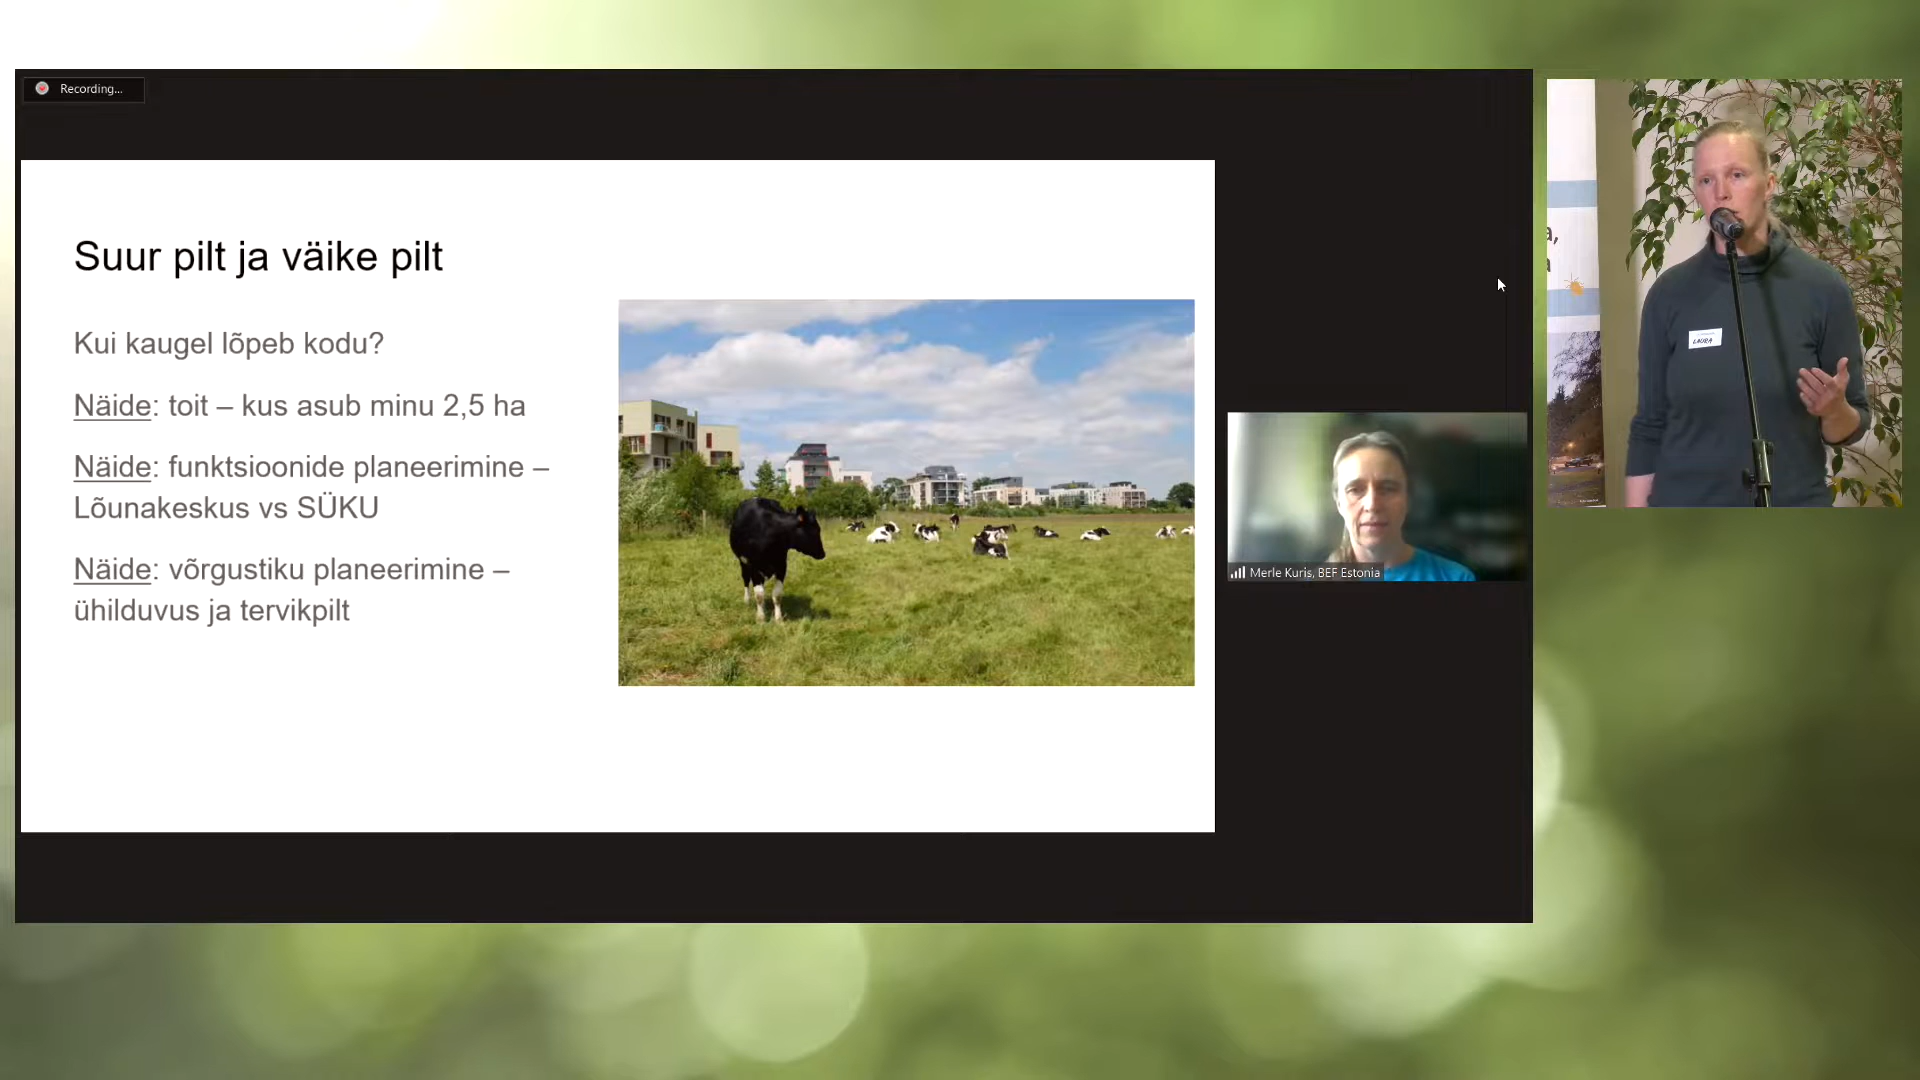 Recording...
Suur pilt ja väike pilt
Kui kaugel lõpeb kodu?
Näide: toit – kus asub minu 2,5 ha
Näide: funktsioonide planeerimine –
Lõunakeskus vs SÜKU
Näide: võrgustiku planeerimine –
ühilduvus ja tervikpilt
Merle Kuris, BEF Estonia
LAURA